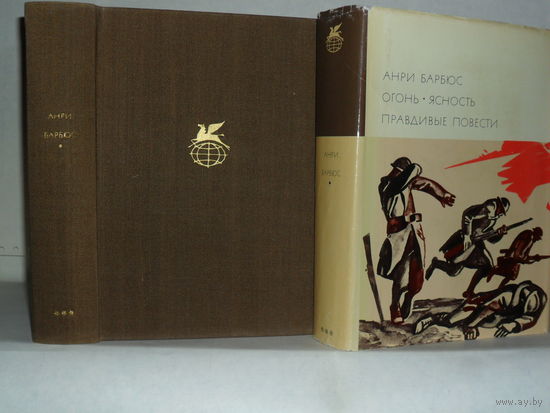 АНРИ
БАРБЮС
АНРИ БАРБЮС
ОГОНЬ • ЯСНОСТЬ
ПРАВДИВЫЕ ПОВЕСТИ
АНРИ
БАРБЮС
www.ay.by